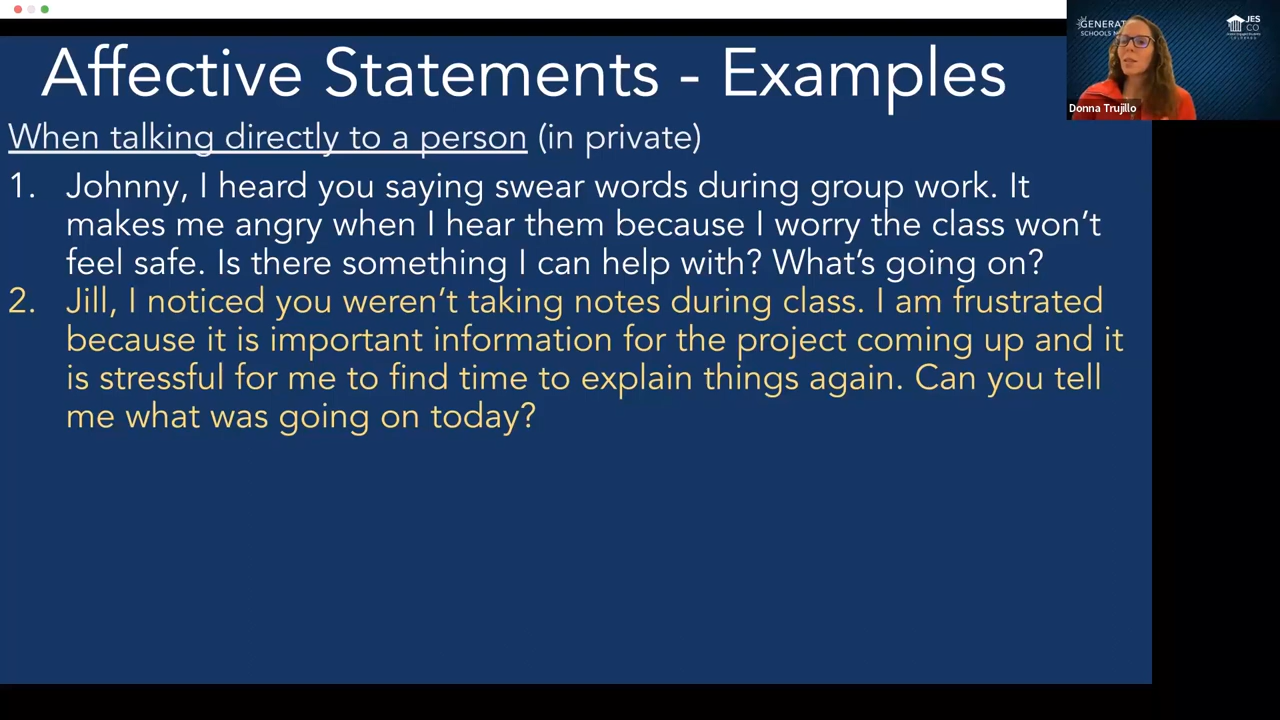 Affective Statements - Examples
When talking directly to a person (in private)
1. Johnny, I heard you saying swear words during group work. It
makes me angry when I hear them because I worry the class won’t
feel safe. Is there something I can help with? What’s going on?
2. Jill, I noticed you weren’t taking notes during class. I am frustrated
because it is important information for the project coming up and it
is stressful for me to find time to explain things again. Can you tell
me what was going on today?
GENERAT
SCHOOLS N
JES
CO
Donna Trujillo